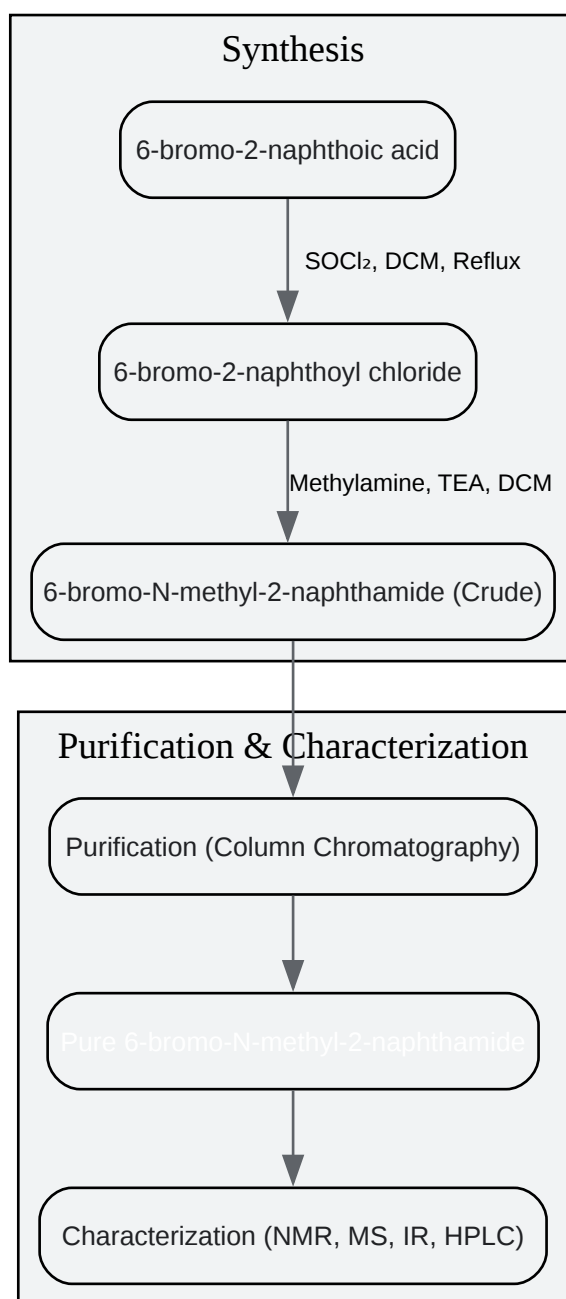 Synthesis
6-bromo-2-naphthoic acid
SOCl₂, DCM, Reflux
6-bromo-2-naphthoyl chloride
Methylamine, TEA, DCM
6-bromo-N-methyl-2-naphthamide (Crude)
Purification & Characterization
Purification (Column Chromatography)
Pure 6-bromo-N-methyl-2-naphthamide
Characterization (NMR, MS, IR, HPLC)